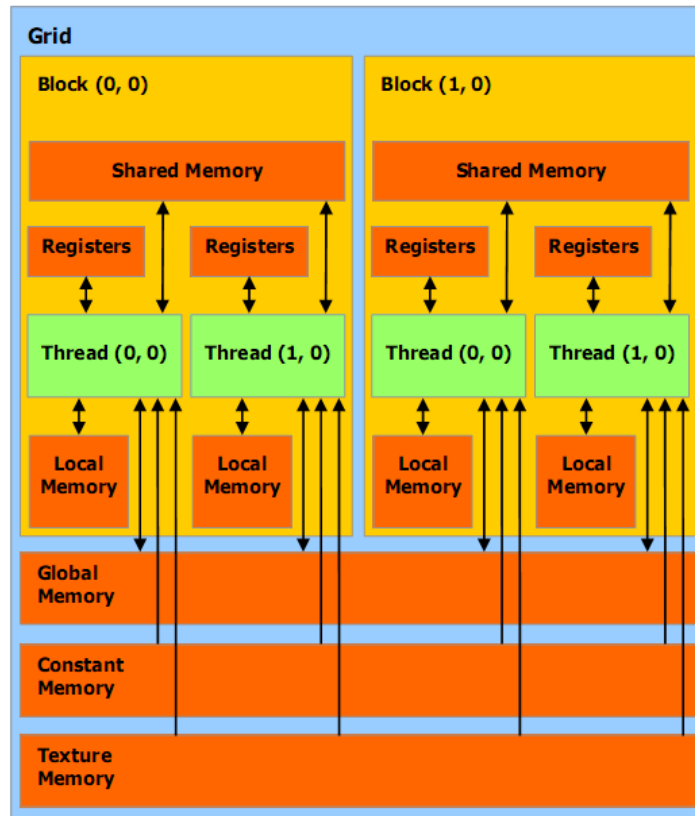 Grid
Block (0, 0)
Block (1, 0)
Shared Memory
Shared Memory
Registers
Registers
Registers
Registers
Thread (0, 0)
Thread (1, 0)
Thread (0, 0)
Thread (1, 0)
Local
Memory
Local
Memory
Local
Memory
Local
Memory
Global
Memory
Constant
Memory
Texture
Memory